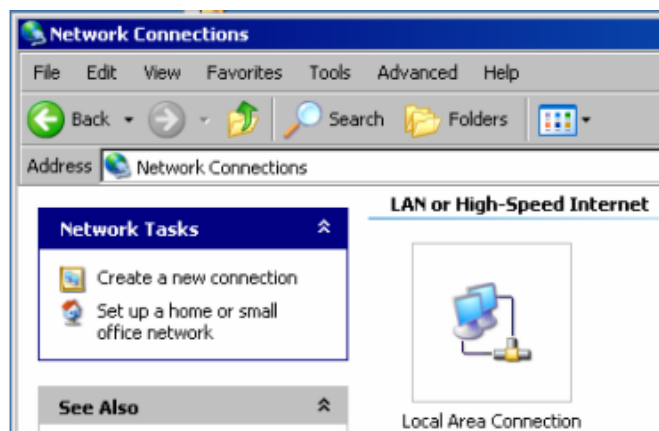 Network Connections
File Edit View Favorites Tools Advanced Help
Back Search Folders
Address Network Connections
LAN or High-Speed Internet
Network Tasks
Create a new connection
Set up a home or small
office network
See Also
Local Area Connection